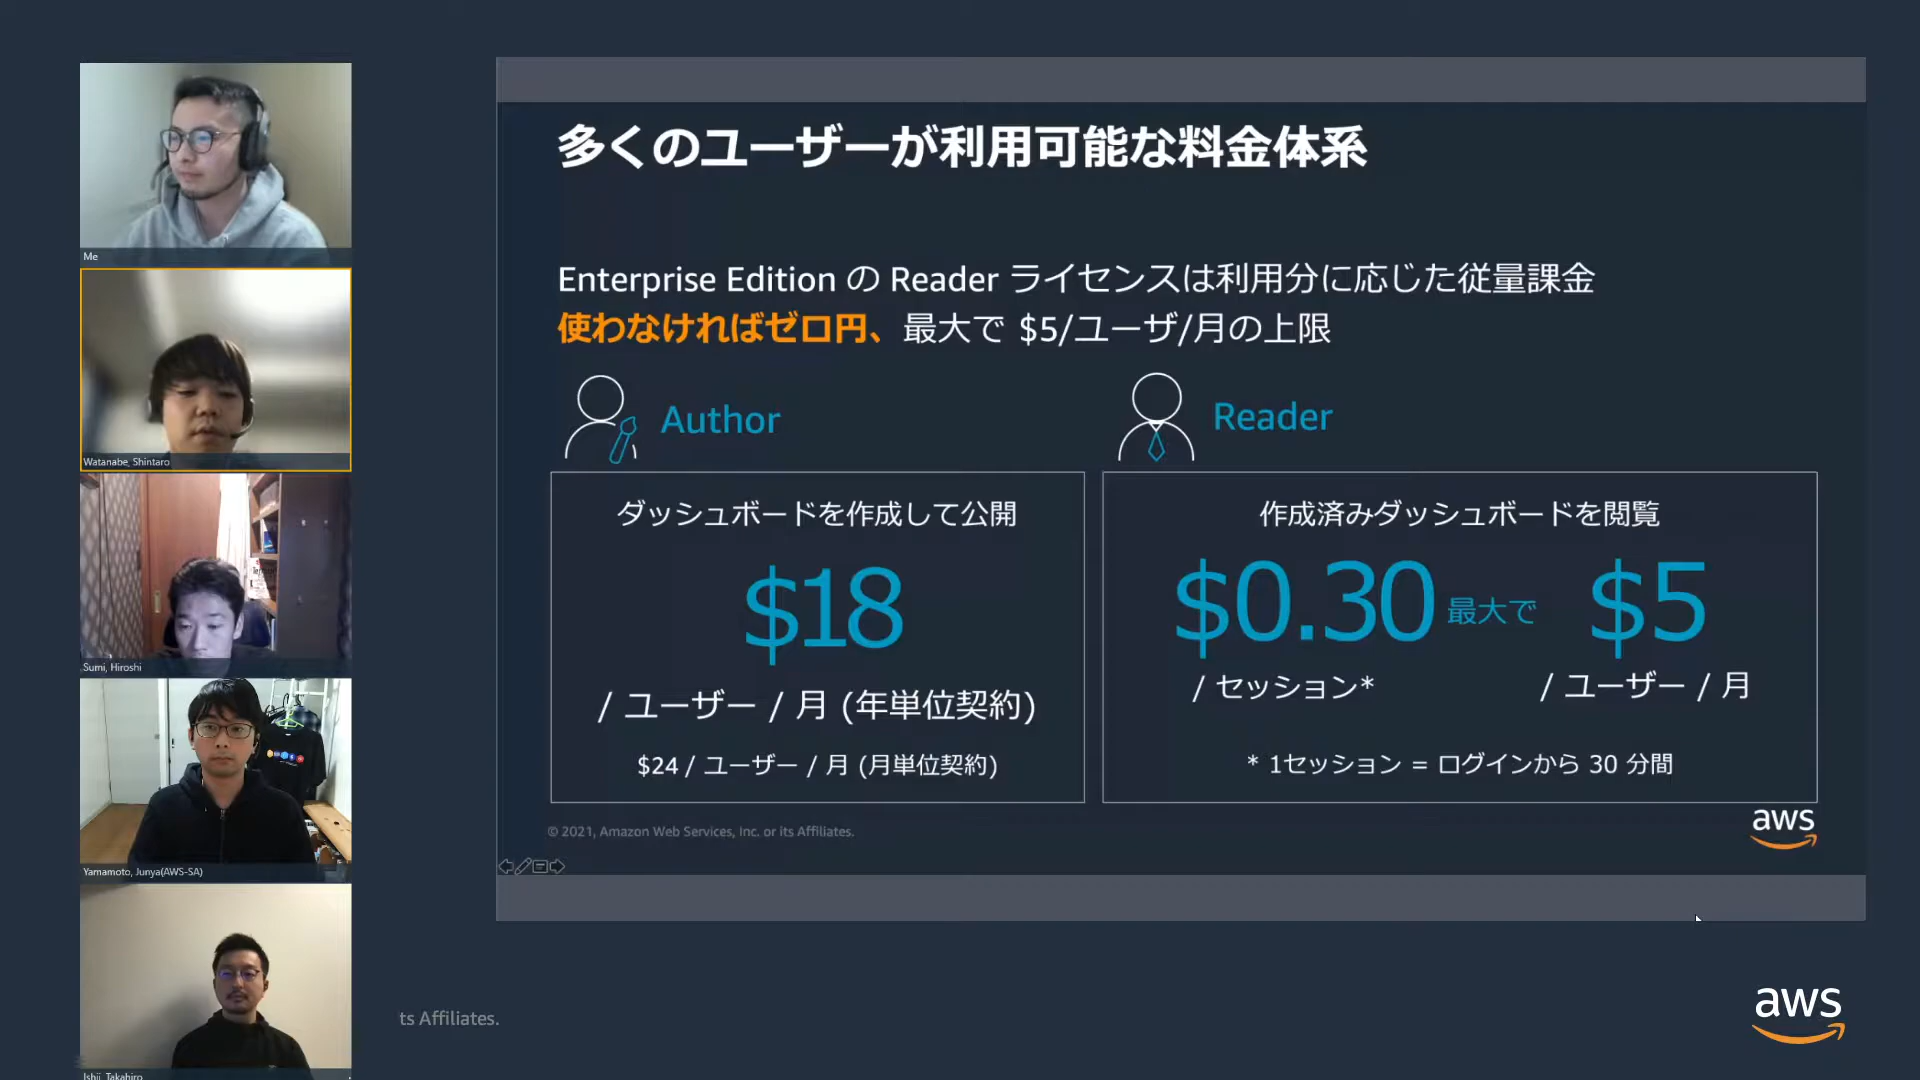 Me
Watanabe, Shintaro
Sumi, Hiroshi
Yamamoto, Junya(AWS-SA)
Ishii, Takahiro
多くのユーザーが利用可能な料金体系
Enterprise Edition の Reader ライセンスは利用分に応じた従量課金
使わなければゼロ円、最大で $5/ユーザ/月の上限
Author
ダッシュボードを作成して公開
$18
/ ユーザー / 月 (年単位契約)
$24 / ユーザー / 月 (月単位契約)
Reader
作成済みダッシュボードを閲覧
$0.30 最大で $5
/ セッション* / ユーザー / 月
* 1セッション = ログインから 30 分間
© 2021, Amazon Web Services, Inc. or its Affiliates.
aws
ts Affiliates.
aws